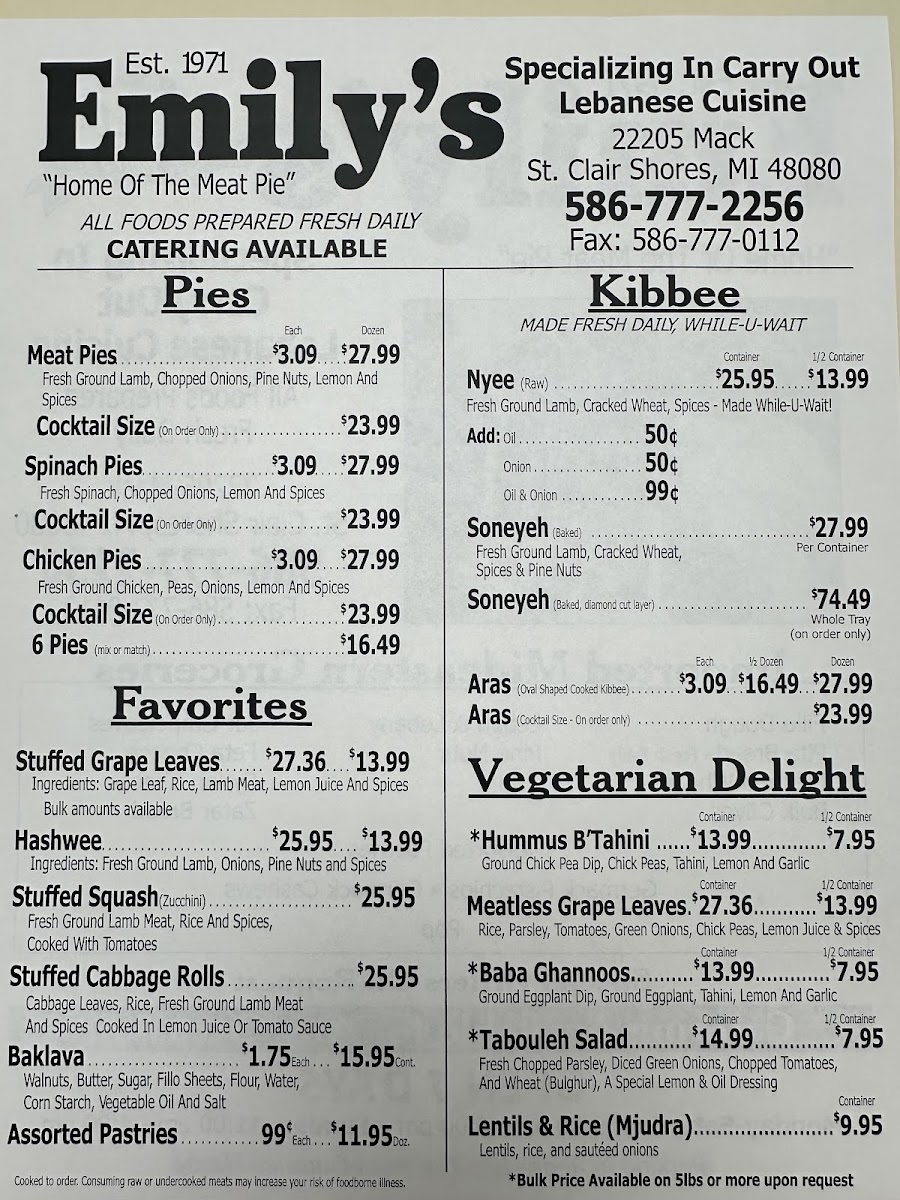 Est. 1971
Emily's
"Home Of The Meat Pie"
ALL FOODS PREPARED FRESH DAILY
CATERING AVAILABLE
Specializing In Carry Out
Lebanese Cuisine
22205 Mack
St. Clair Shores, MI 48080
586-777-2256
Fax: 586-777-0112
Pies
Each Dozen
Meat Pies $3.09 $27.99
Fresh Ground Lamb, Chopped Onions, Pine Nuts, Lemon And
Spices
Cocktail Size (On Order Only) $23.99
Spinach Pies $3.09 $27.99
Fresh Spinach, Chopped Onions, Lemon And Spices
Cocktail Size (On Order Only) $23.99
Chicken Pies $3.09 $27.99
Fresh Ground Chicken, Peas, Onions, Lemon And Spices
Cocktail Size (On Order Only) $23.99
6 Pies (mix or match) $16.49
Favorites
Stuffed Grape Leaves $27.36 $13.99
Ingredients: Grape Leaf, Rice, Lamb Meat, Lemon Juice And Spices
Bulk amounts available
Hashwee $25.95 $13.99
Ingredients: Fresh Ground Lamb, Onions, Pine Nuts and Spices
Stuffed Squash (Zucchini) $25.95
Fresh Ground Lamb Meat, Rice And Spices,
Cooked With Tomatoes
Stuffed Cabbage Rolls $25.95
Cabbage Leaves, Rice, Fresh Ground Lamb Meat
And Spices Cooked In Lemon Juice Or Tomato Sauce
Baklava $1.75 Each $15.95 Cont.
Walnuts, Butter, Sugar, Fillo Sheets, Flour, Water,
Corn Starch, Vegetable Oil And Salt
Assorted Pastries 99¢ Each $11.95 Doz.
Cooked to order. Consuming raw or undercooked meats may increase your risk of foodborne illness.
Kibbee
MADE FRESH DAILY, WHILE-U-WAIT
Container 1/2 Container
Nyee (Raw) $25.95 $13.99
Fresh Ground Lamb, Cracked Wheat, Spices - Made While-U-Wait!
Add: Oil 50¢
Onion 50¢
Oil & Onion 99¢
Soneyeh (Baked) $27.99
Per Container
Fresh Ground Lamb, Cracked Wheat,
Spices & Pine Nuts
Soneyeh (Baked, diamond cut layer) $74.49
Whole Tray
(on order only)
Each ½ Dozen Dozen
Aras (Oval Shaped Cooked Kibbee) $3.09 $16.49 $27.99
Aras (Cocktail Size - On order only) $23.99
Vegetarian Delight
Container 1/2 Container
*Hummus B'Tahini $13.99 $7.95
Ground Chick Pea Dip, Chick Peas, Tahini, Lemon And Garlic
Container 1/2 Container
Meatless Grape Leaves $27.36 $13.99
Rice, Parsley, Tomatoes, Green Onions, Chick Peas, Lemon Juice & Spices
Container 1/2 Container
*Baba Ghannoos $13.99 $7.95
Ground Eggplant Dip, Ground Eggplant, Tahini, Lemon And Garlic
Container 1/2 Container
*Tabouleh Salad $14.99 $7.95
Fresh Chopped Parsley, Diced Green Onions, Chopped Tomatoes,
And Wheat (Bulghur), A Special Lemon & Oil Dressing
Container
Lentils & Rice (Mjudra) $9.95
Lentils, rice, and sautéed onions
*Bulk Price Available on 5lbs or more upon request